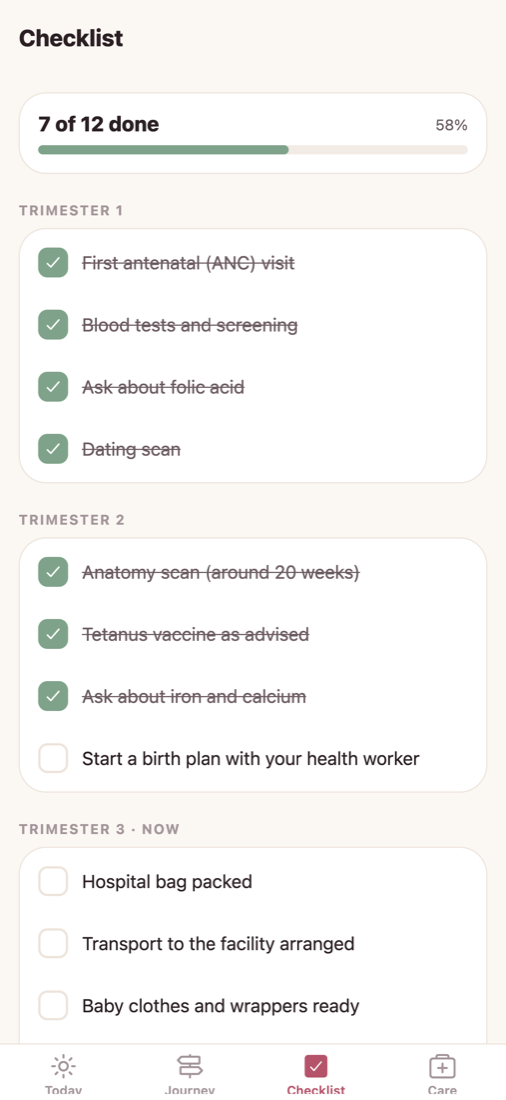 Checklist
7 of 12 done
58%
TRIMESTER 1
First antenatal (ANC) visit
Blood tests and screening
Ask about folic acid
Dating scan
TRIMESTER 2
Anatomy scan (around 20 weeks)
Tetanus vaccine as advised
Ask about iron and calcium
Start a birth plan with your health worker
TRIMESTER 3 · NOW
Hospital bag packed
Transport to the facility arranged
Baby clothes and wrappers ready
Today
Journey
Checklist
Care